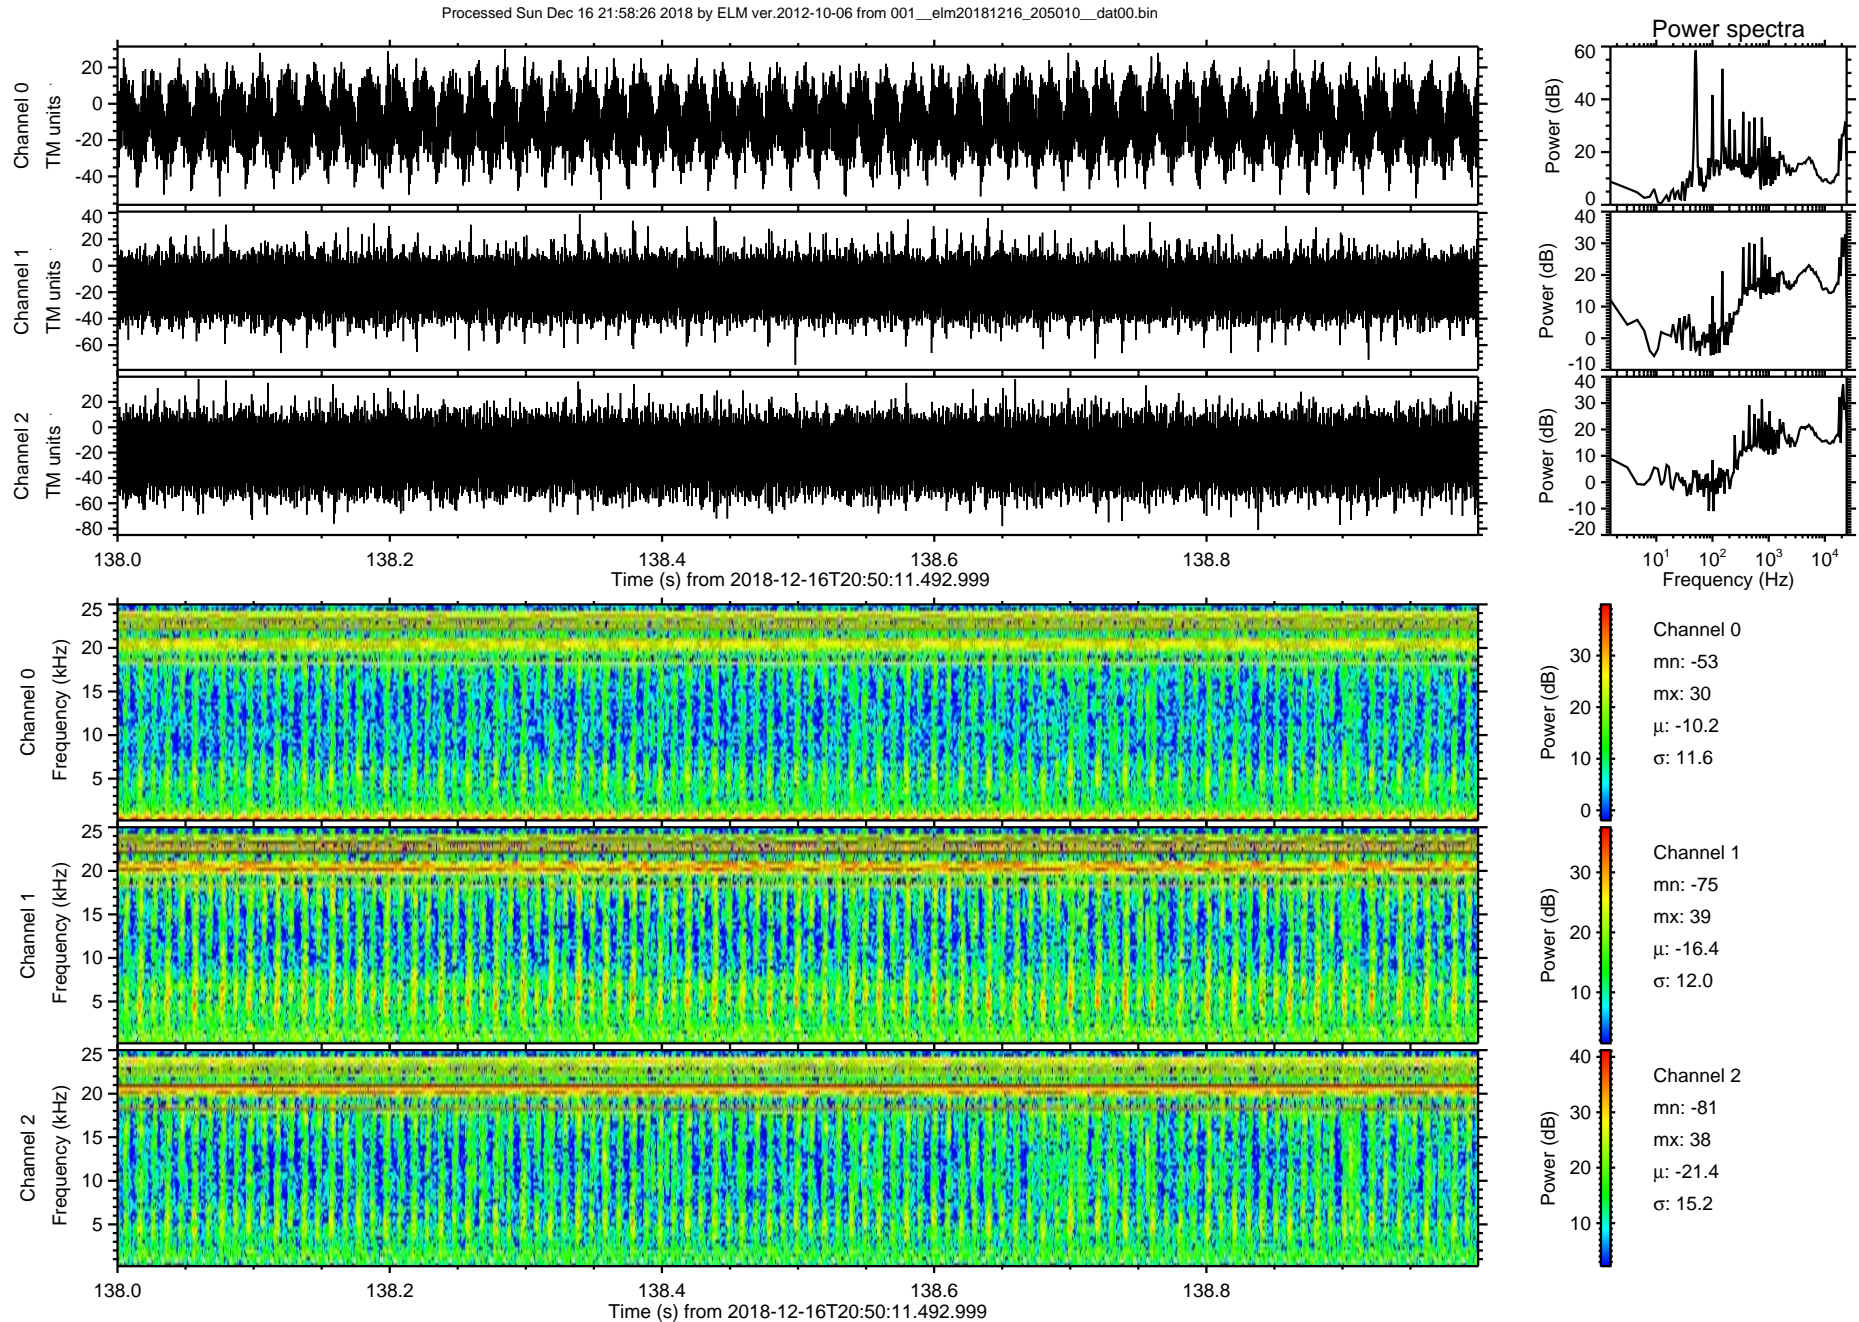 Processed Sun Dec 16 21:58:26 2018 by ELM ver.2012-10-06 from 001__elm20181216_205010__dat00.bin
Power spectra
Channel 0
TM units
20
0
-20
-40
Power (dB)
60
40
20
0
Channel 1
TM units
40
20
0
-20
-40
-60
Power (dB)
40
30
20
10
0
-10
Channel 2
TM units
20
0
-20
-40
-60
-80
Power (dB)
40
30
20
10
0
-10
-20
138.0 138.2 138.4 138.6 138.8
Time (s) from 2018-12-16T20:50:11.492.999
10^1 10^2 10^3 10^4
Frequency (Hz)
Channel 0
Frequency (kHz)
25
20
15
10
5
Power (dB)
30
20
10
0
Channel 0
mn: -53
mx: 30
μ: -10.2
σ: 11.6
Channel 1
Frequency (kHz)
25
20
15
10
5
Power (dB)
30
20
10
Channel 1
mn: -75
mx: 39
μ: -16.4
σ: 12.0
Channel 2
Frequency (kHz)
25
20
15
10
5
Power (dB)
40
30
20
10
Channel 2
mn: -81
mx: 38
μ: -21.4
σ: 15.2
138.0 138.2 138.4 138.6 138.8
Time (s) from 2018-12-16T20:50:11.492.999